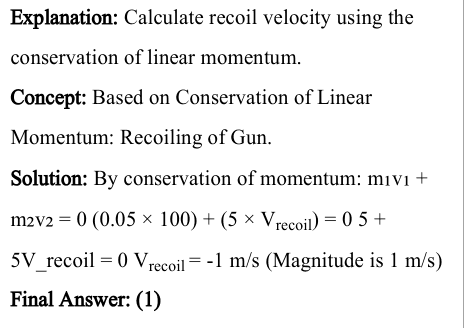 Explanation: Calculate recoil velocity using the
conservation of linear momentum.
Concept: Based on Conservation of Linear
Momentum: Recoiling of Gun.
Solution: By conservation of momentum: m₁v₁ +
m₂v₂ = 0 (0.05 × 100) + (5 × V_recoil) = 0 5 +
5V_recoil = 0 V_recoil = -1 m/s (Magnitude is 1 m/s)
Final Answer: (1)